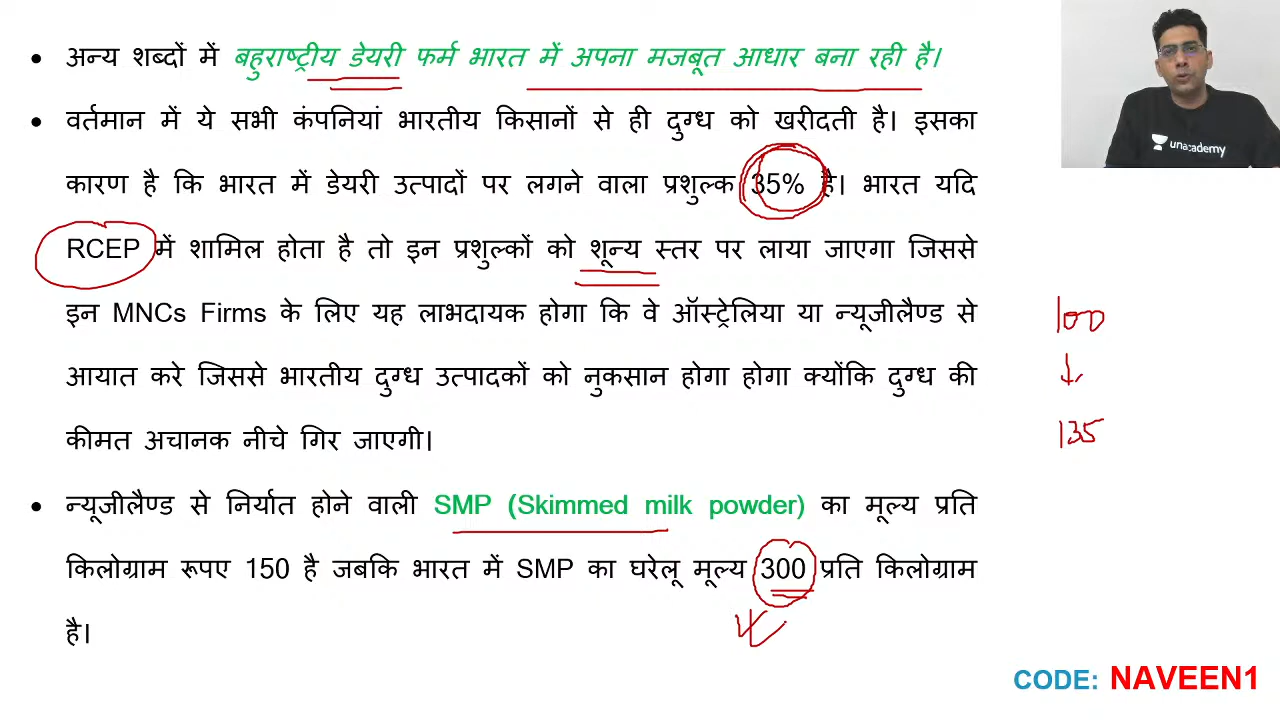 • अन्य शब्दों में बहुराष्ट्रीय डेयरी फर्म भारत में अपना मजबूत आधार बना रही है।
• वर्तमान में ये सभी कंपनियां भारतीय किसानों से ही दुग्ध को खरीदती है। इसका
कारण है कि भारत में डेयरी उत्पादों पर लगने वाला प्रशुल्क 35% है। भारत यदि
RCEP में शामिल होता है तो इन प्रशुल्कों को शून्य स्तर पर लाया जाएगा जिससे
इन MNCs Firms के लिए यह लाभदायक होगा कि वे ऑस्ट्रेलिया या न्यूजीलैण्ड से
आयात करे जिससे भारतीय दुग्ध उत्पादकों को नुकसान होगा होगा क्योंकि दुग्ध की
कीमत अचानक नीचे गिर जाएगी।
• न्यूजीलैण्ड से निर्यात होने वाली SMP (Skimmed milk powder) का मूल्य प्रति
किलोग्राम रूपए 150 है जबकि भारत में SMP का घरेलू मूल्य 300 प्रति किलोग्राम
है।
unacademy
100
↓
135
CODE: NAVEEN1